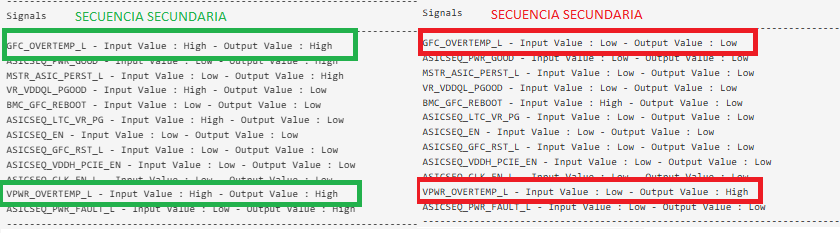 Signals SECUENCIA SECUNDARIA
GFC_OVERTEMP_L - Input Value : High - Output Value : High
ASICSEQ_PWR_GOOD - Input Value : High - Output Value : High
MSTR_ASIC_PERST_L - Input Value : Low - Output Value : High
VR_VDDQL_PGOOD - Input Value : High - Output Value : Low
BMC_GFC_REBOOT - Input Value : Low - Output Value : Low
ASICSEQ_LTC_VR_PG - Input Value : High - Output Value : Low
ASICSEQ_EN - Input Value : Low - Output Value : Low
ASICSEQ_GFC_RST_L - Input Value : Low - Output Value : Low
ASICSEQ_VDDH_PCIE_EN - Input Value : Low - Output Value : Low
ASICSEQ_CLK_EN_L - Input Value : Low - Output Value : Low
VPWR_OVERTEMP_L - Input Value : High - Output Value : High
ASICSEQ_PWR_FAULT_L - Input Value : Low - Output Value : High
Signals SECUENCIA SECUNDARIA
GFC_OVERTEMP_L - Input Value : Low - Output Value : Low
ASICSEQ_PWR_GOOD - Input Value : Low - Output Value : Low
MSTR_ASIC_PERST_L - Input Value : Low - Output Value : Low
VR_VDDQL_PGOOD - Input Value : Low - Output Value : Low
BMC_GFC_REBOOT - Input Value : High - Output Value : Low
ASICSEQ_LTC_VR_PG - Input Value : Low - Output Value : Low
ASICSEQ_EN - Input Value : Low - Output Value : Low
ASICSEQ_GFC_RST_L - Input Value : Low - Output Value : Low
ASICSEQ_VDDH_PCIE_EN - Input Value : Low - Output Value : Low
ASICSEQ_CLK_EN_L - Input Value : Low - Output Value : Low
VPWR_OVERTEMP_L - Input Value : Low - Output Value : High
ASICSEQ_PWR_FAULT_L - Input Value : Low - Output Value : Low